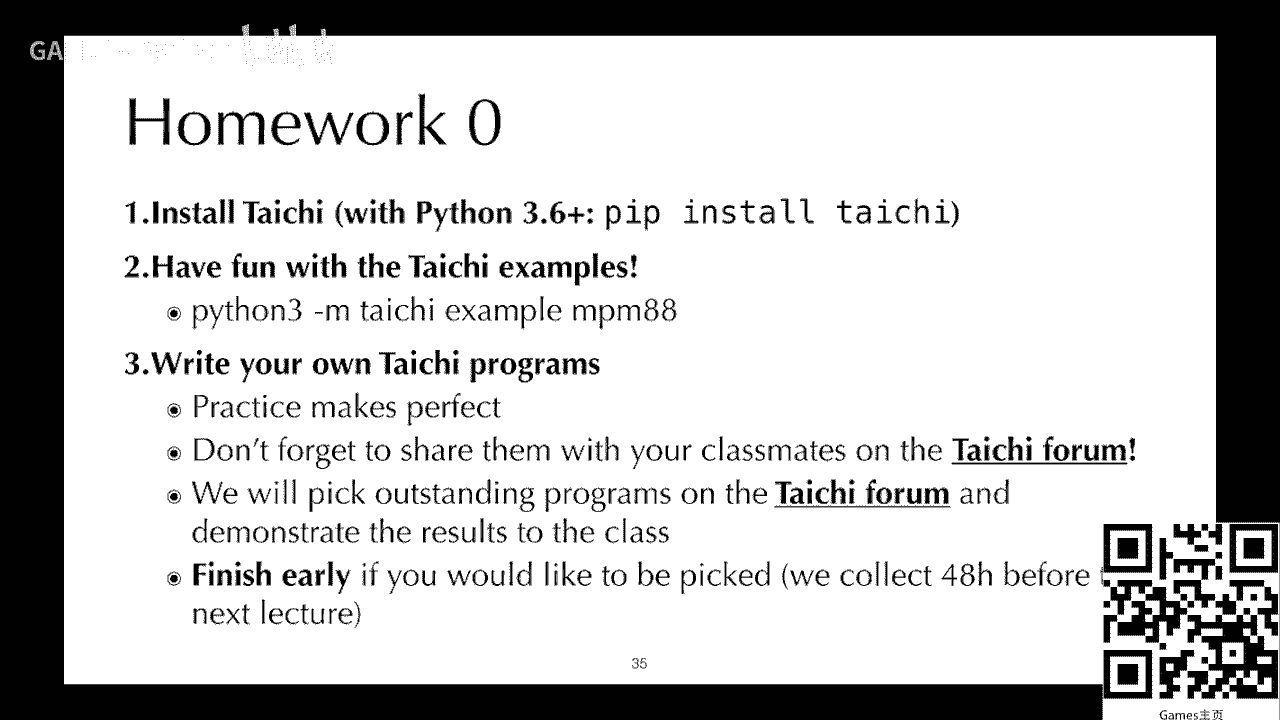 GA
Homework 0
1.Install Taichi (with Python 3.6+: pip install taichi)
2.Have fun with the Taichi examples!
◉ python3 -m taichi example mpm88
3.Write your own Taichi programs
◉ Practice makes perfect
◉ Don’t forget to share them with your classmates on the Taichi forum!
◉ We will pick outstanding programs on the Taichi forum and
demonstrate the results to the class
◉ Finish early if you would like to be picked (we collect 48h before
next lecture)
35
Games主页